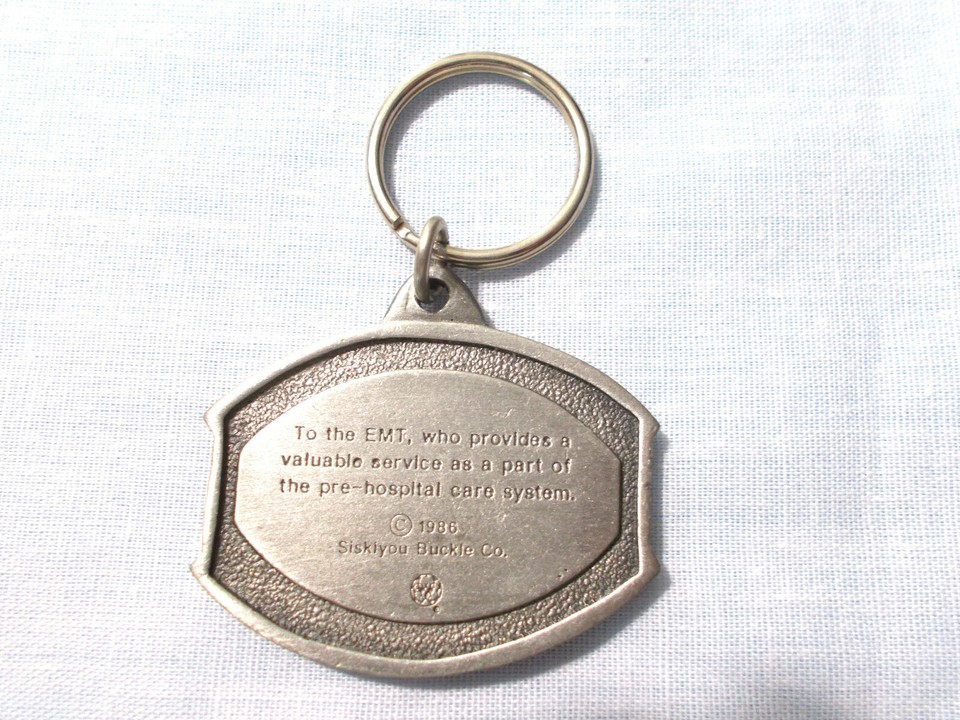 To the EMT, who provides a
valuable service as a part of
the pre-hospital care system.
© 1986
Siskiyou Buckle Co.